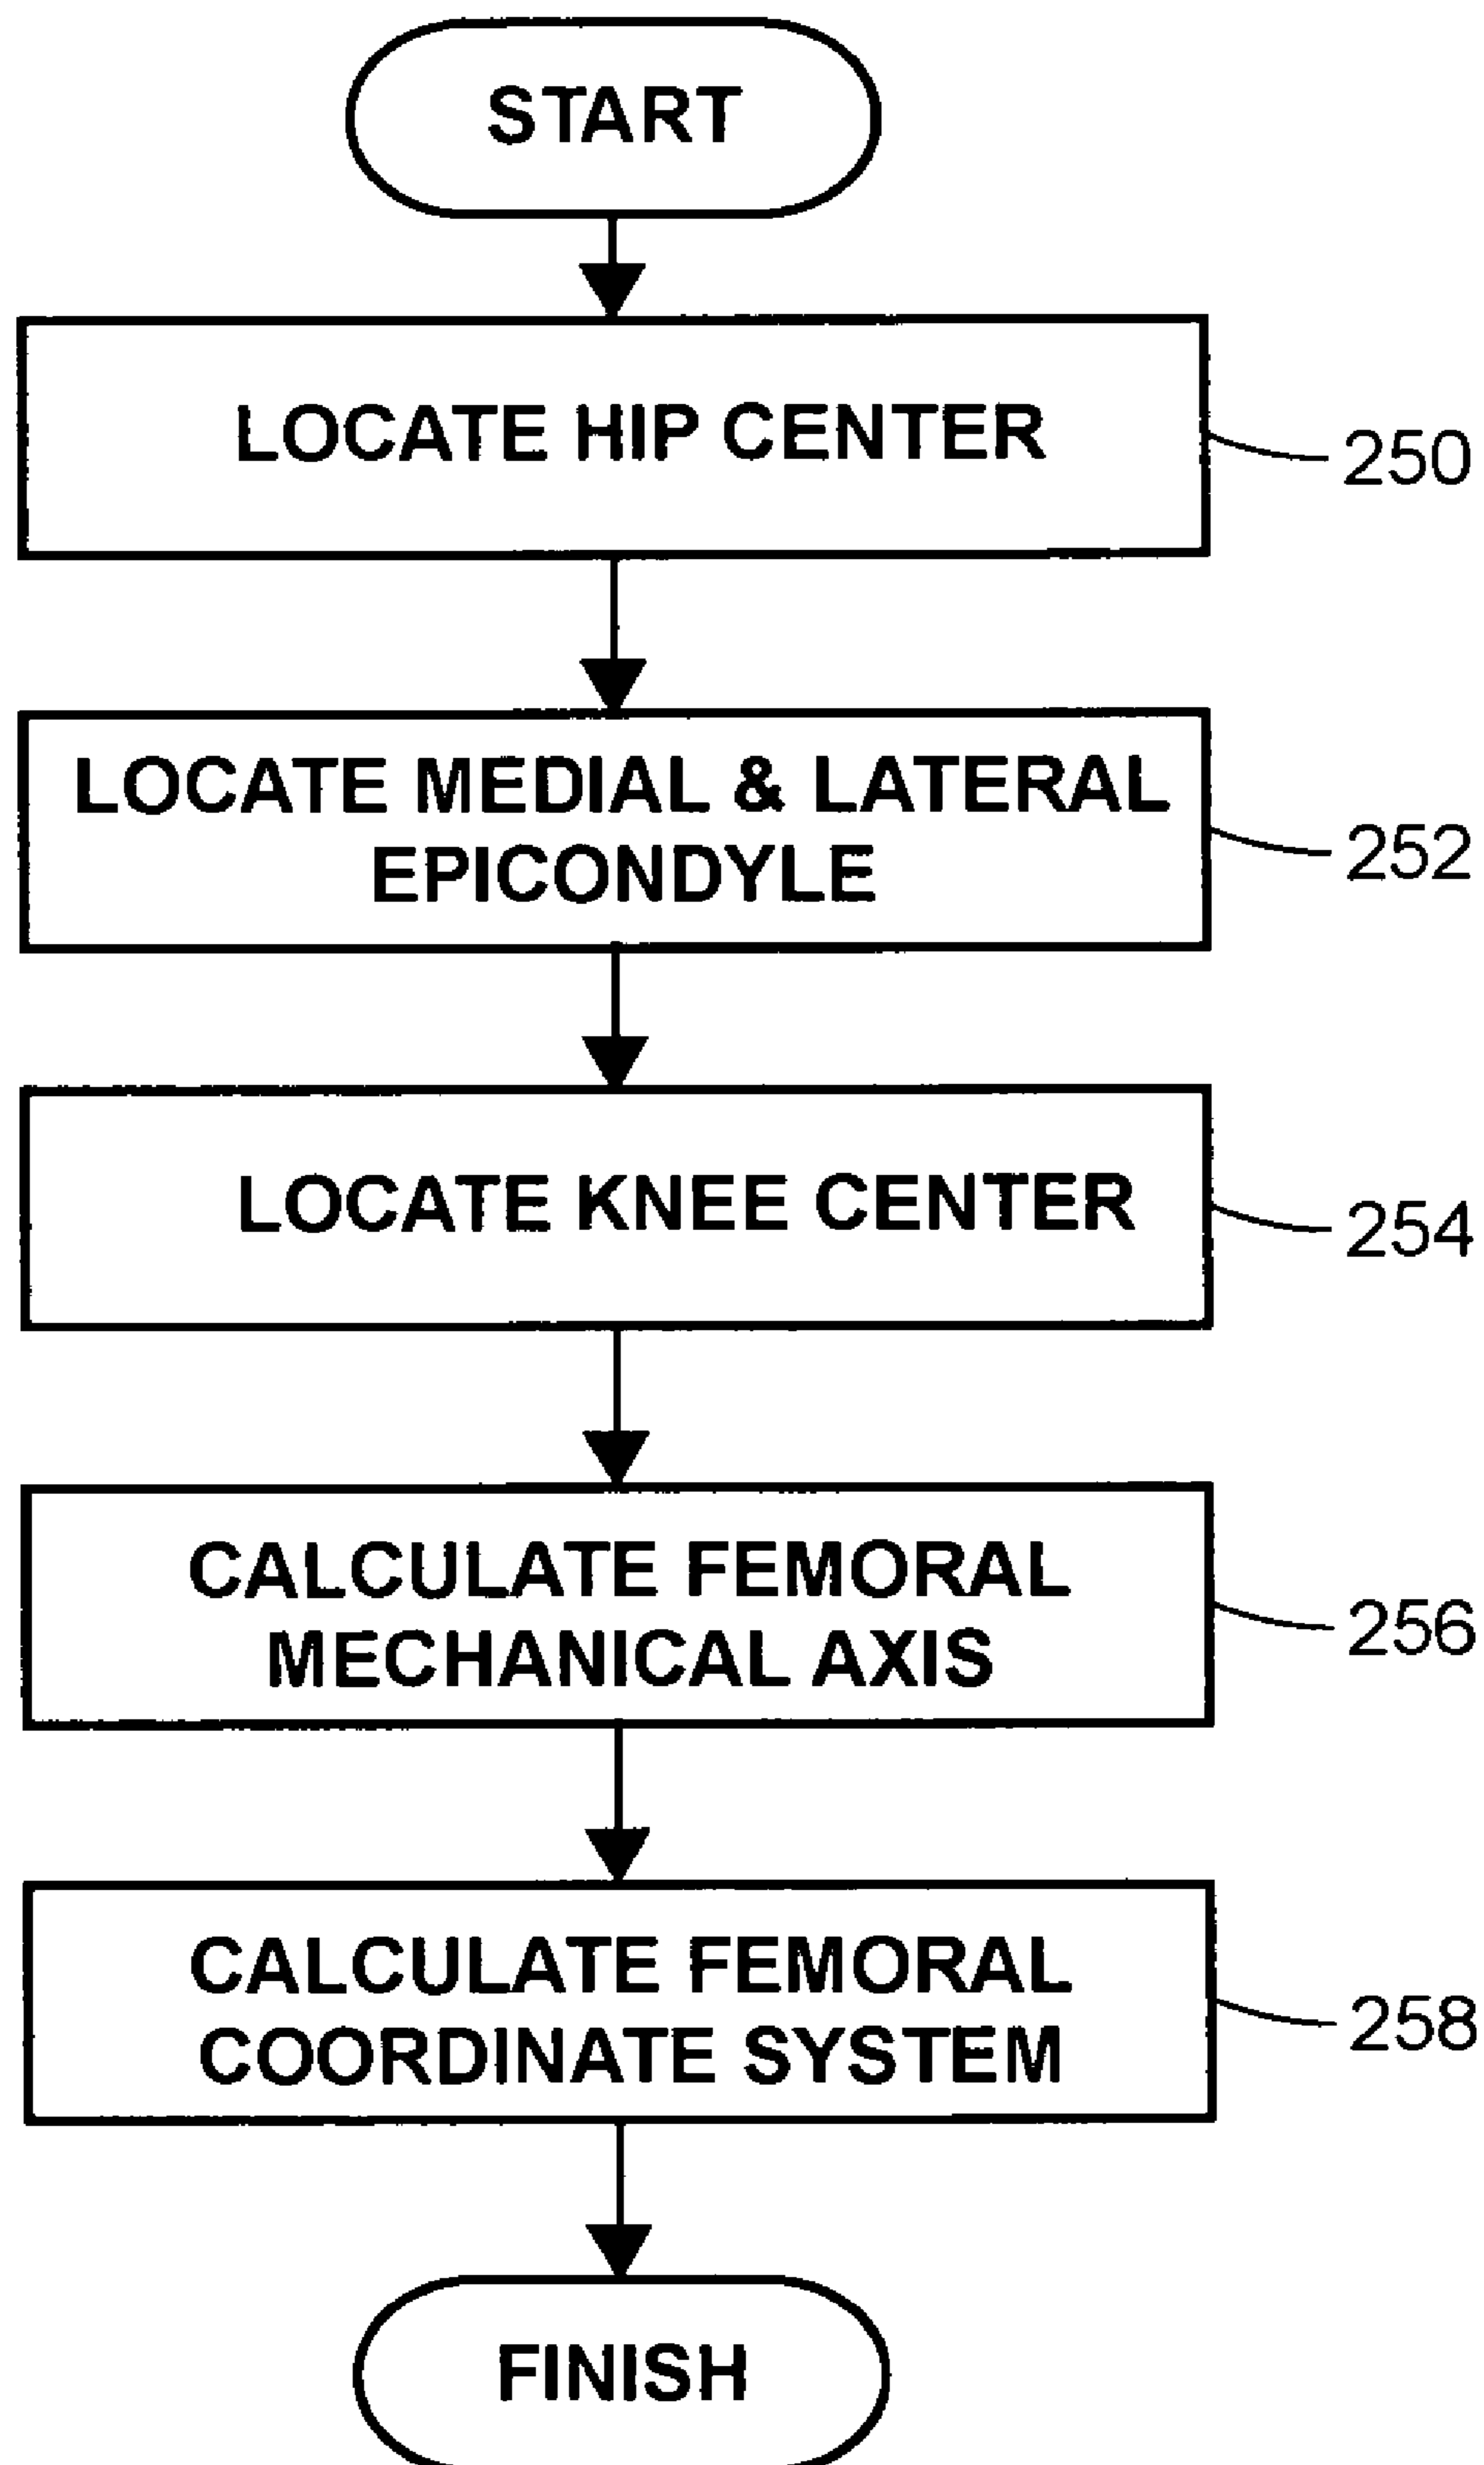 START
LOCATE HIP CENTER
250
LOCATE MEDIAL & LATERAL
EPICONDYLE
252
LOCATE KNEE CENTER
254
CALCULATE FEMORAL
MECHANICAL AXIS
256
CALCULATE FEMORAL
COORDINATE SYSTEM
258
FINISH